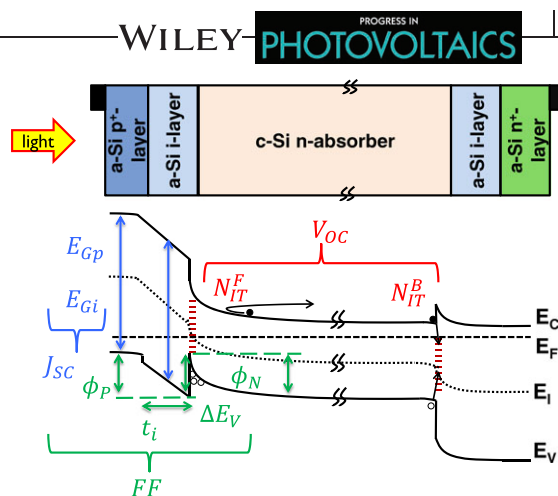 WILEY
PROGRESS IN
PHOTOVOLTAICS
light
a-Si p⁺-
layer
a-Si i-layer
c-Si n-absorber
a-Si i-layer
a-Si n⁺-
layer
V_OC
E_Gp
N_IT^F
N_IT^B
E_Gi
E_C
E_F
J_SC
ϕ_P
ϕ_N
E_I
ΔE_V
t_i
E_V
FF